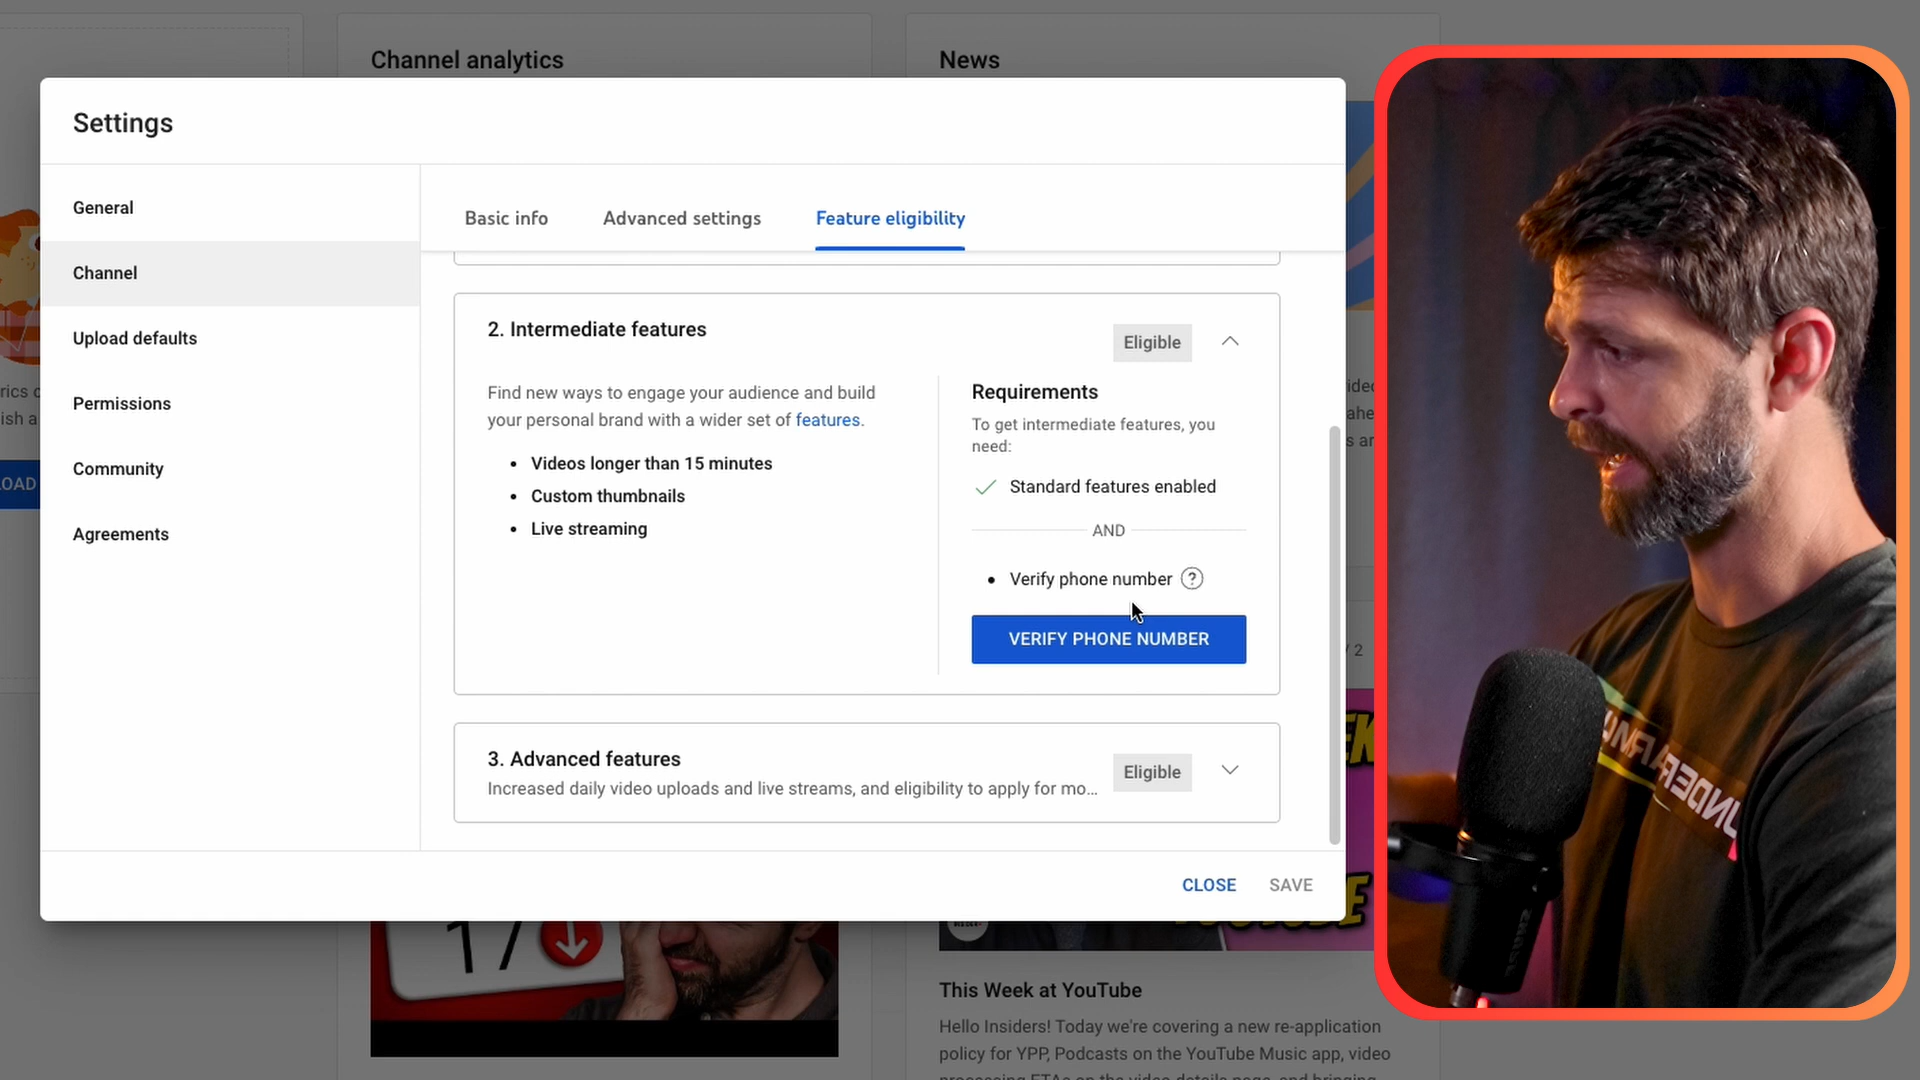 Channel analytics
News
Settings
General
Channel
Upload defaults
Permissions
Community
Agreements
Basic info
Advanced settings
Feature eligibility
2. Intermediate features
Eligible
Find new ways to engage your audience and build
your personal brand with a wider set of features.
• Videos longer than 15 minutes
• Custom thumbnails
• Live streaming
Requirements
To get intermediate features, you
need:
Standard features enabled
AND
• Verify phone number ?
VERIFY PHONE NUMBER
3. Advanced features
Increased daily video uploads and live streams, and eligibility to apply for mo...
Eligible
CLOSE
SAVE
/ 2
17
This Week at YouTube
Hello Insiders! Today we're covering a new re-application
policy for YPP, Podcasts on the YouTube Music app, video